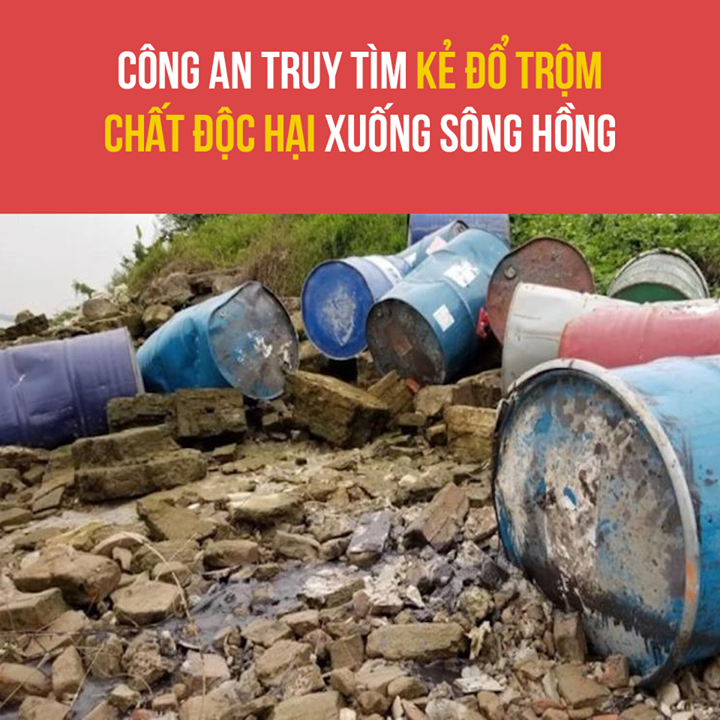 CÔNG AN TRUY TÌM KẺ ĐỔ TRỘM
CHẤT ĐỘC HẠI XUỐNG SÔNG HỒNG